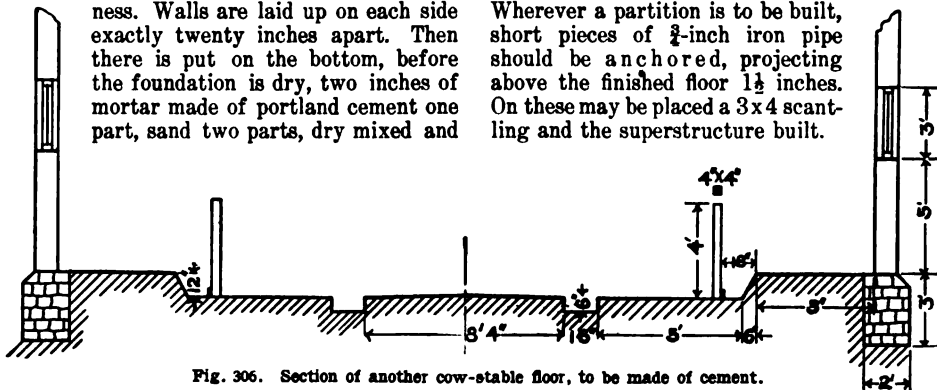 ness. Walls are laid up on each side
exactly twenty inches apart. Then
there is put on the bottom, before
the foundation is dry, two inches of
mortar made of portland cement one
part, sand two parts, dry mixed and
Wherever a partition is to be built,
short pieces of ¾-inch iron pipe
should be anchored, projecting
above the finished floor 1½ inches.
On these may be placed a 3x4 scant-
ling and the superstructure built.
3'
4"x4"
5'
4'
12"
3'
8'4"
5'
6"
2'
Fig. 306. Section of another cow-stable floor, to be made of cement.